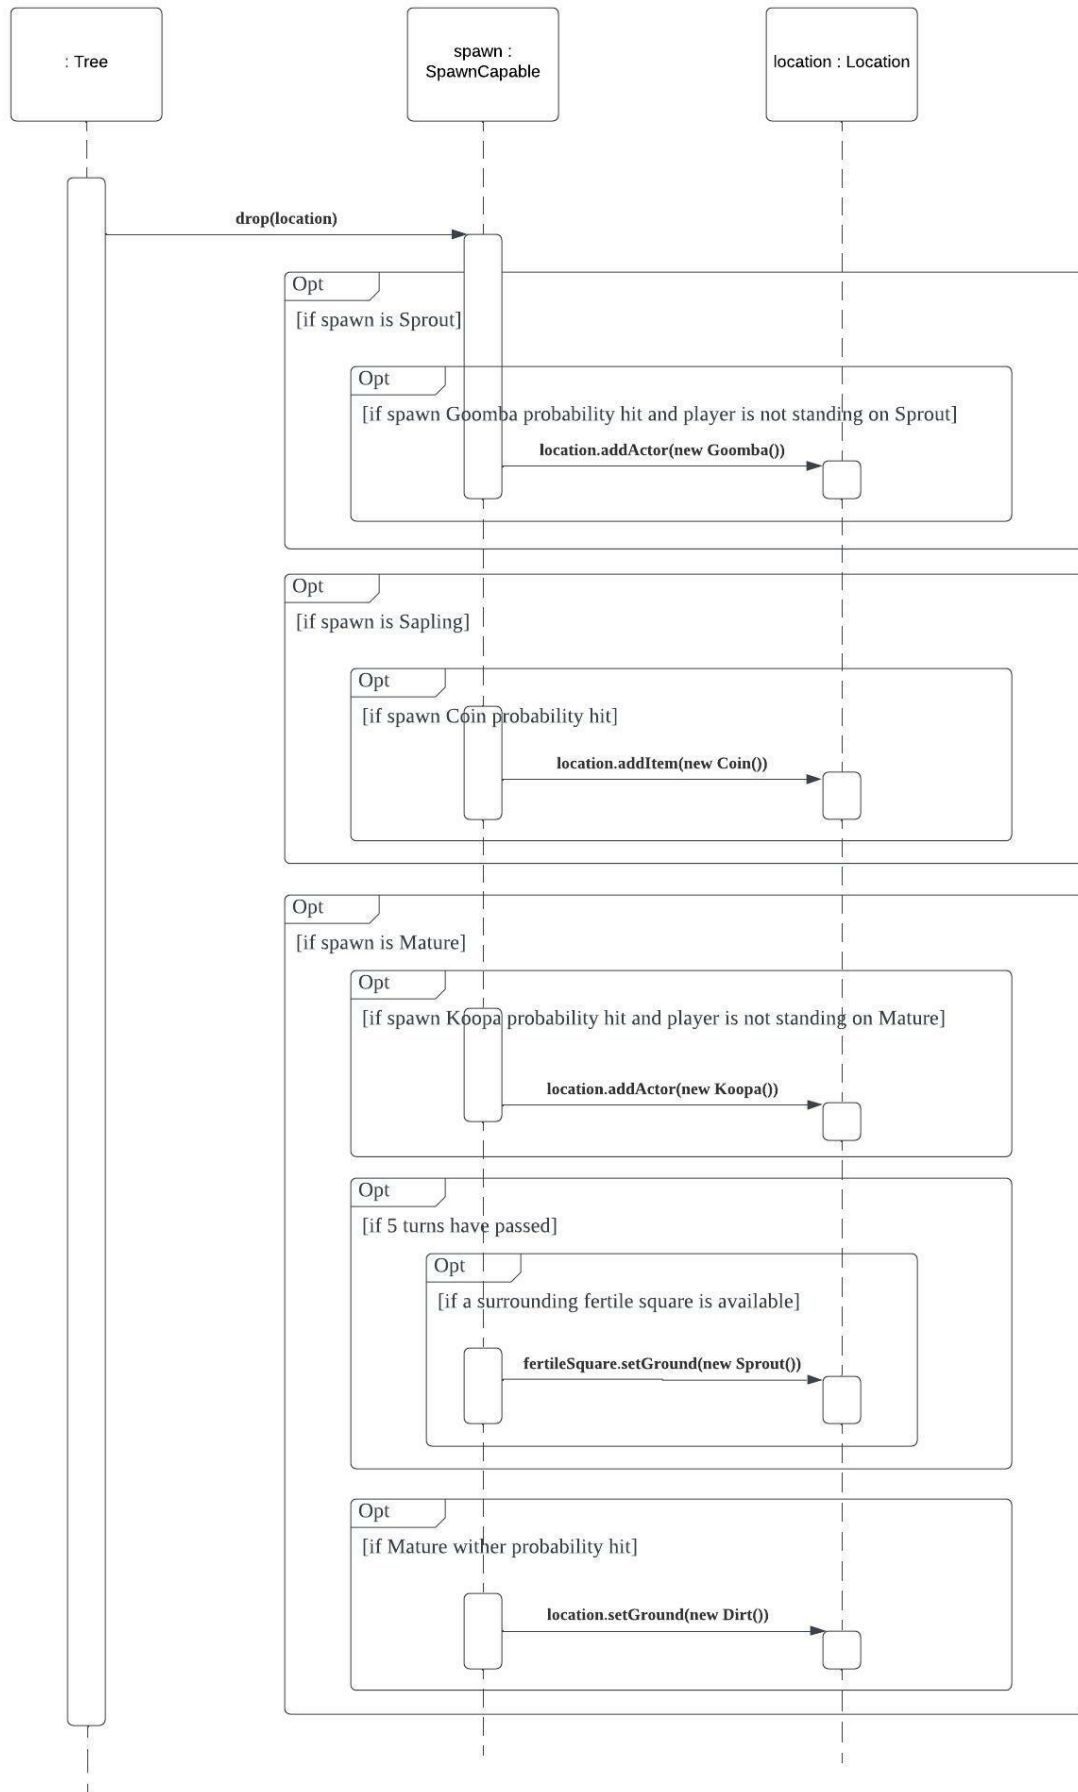 : Tree
spawn :
SpawnCapable
location : Location
drop(location)
Opt
[if spawn is Sprout]
Opt
[if spawn Goomba probability hit and player is not standing on Sprout]
location.addActor(new Goomba())
Opt
[if spawn is Sapling]
Opt
[if spawn Coin probability hit]
location.addItem(new Coin())
Opt
[if spawn is Mature]
Opt
[if spawn Koopa probability hit and player is not standing on Mature]
location.addActor(new Koopa())
Opt
[if 5 turns have passed]
Opt
[if a surrounding fertile square is available]
fertileSquare.setGround(new Sprout())
Opt
[if Mature wither probability hit]
location.setGround(new Dirt())